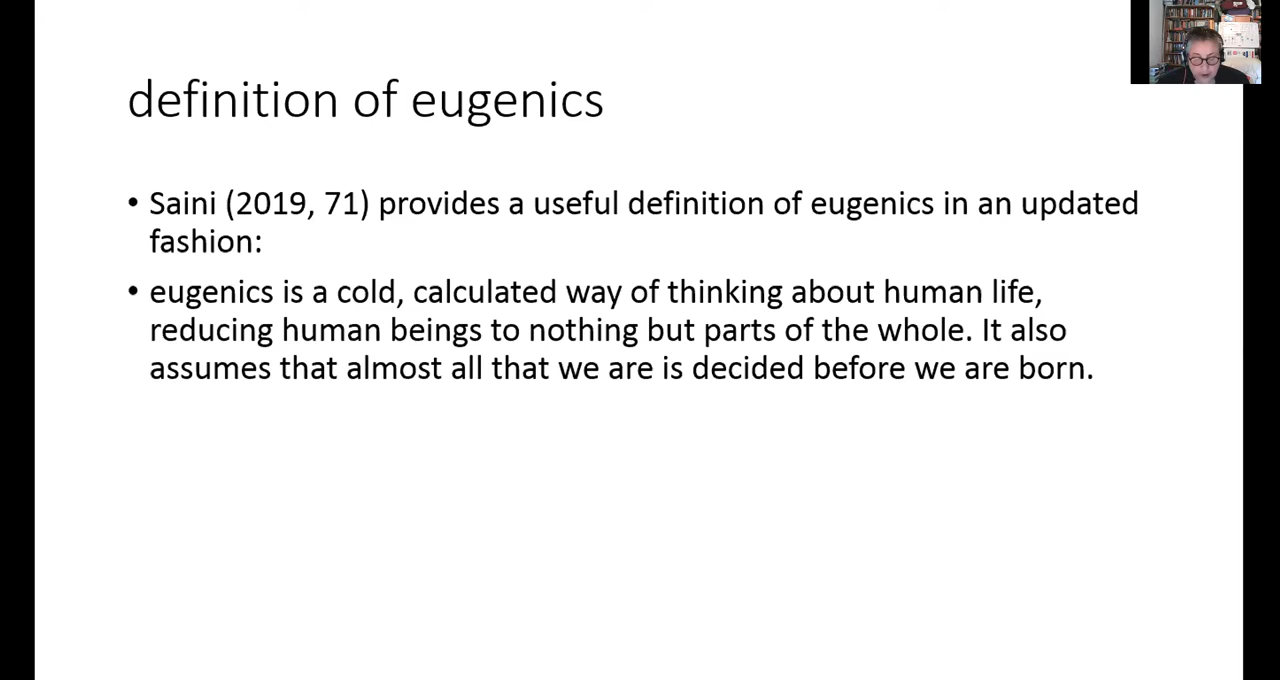 definition of eugenics
• Saini (2019, 71) provides a useful definition of eugenics in an updated
fashion:
• eugenics is a cold, calculated way of thinking about human life,
reducing human beings to nothing but parts of the whole. It also
assumes that almost all that we are is decided before we are born.